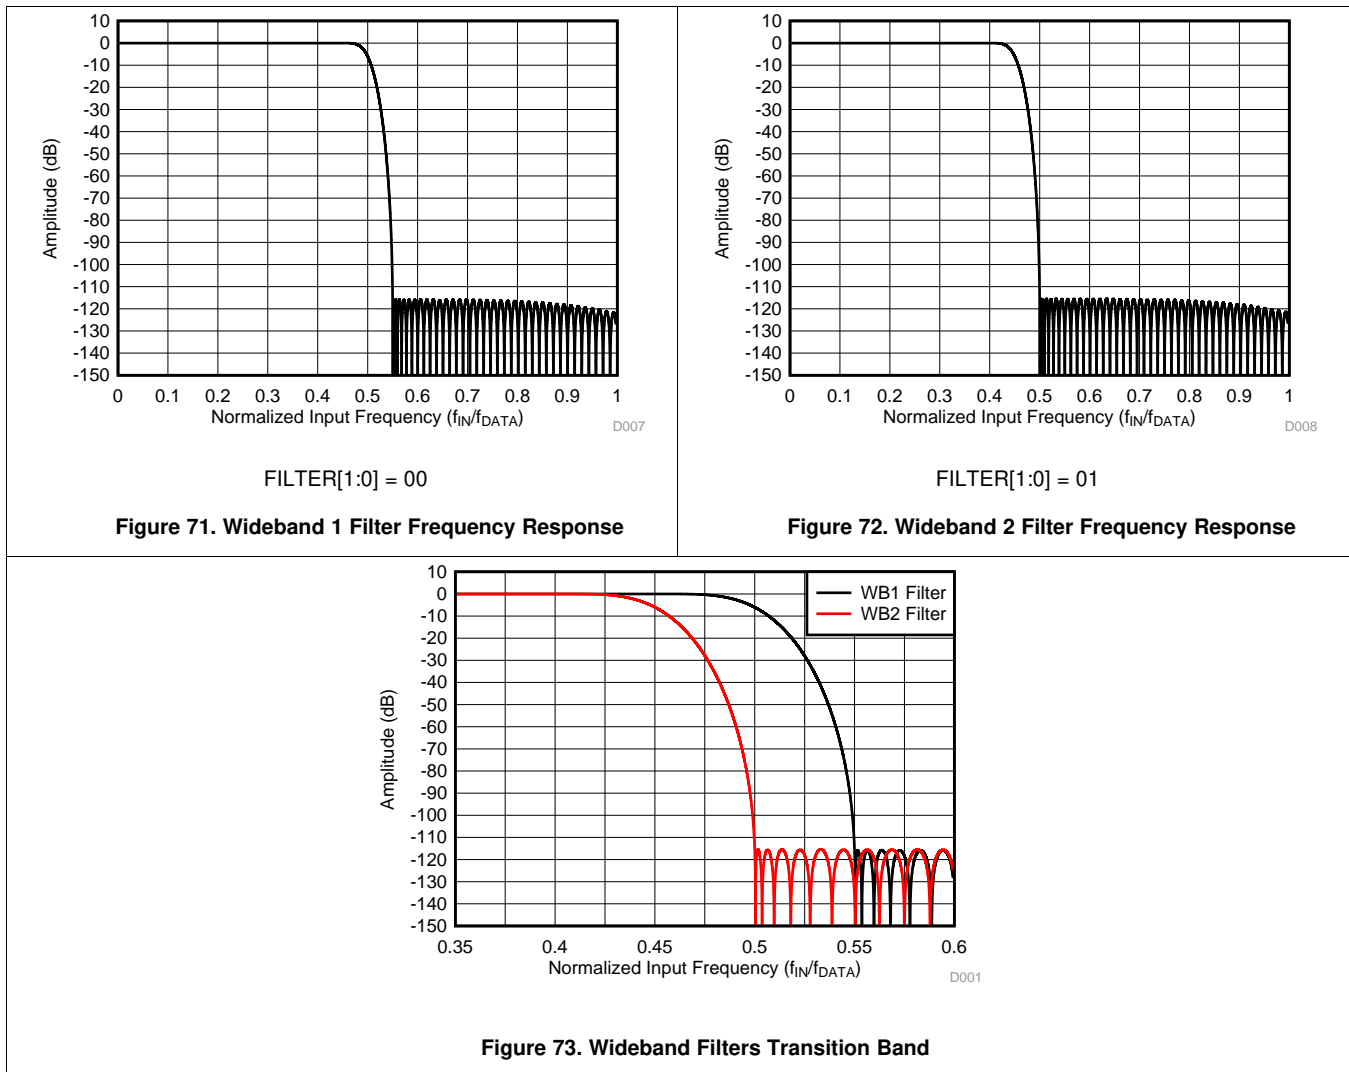 10
0
-10
-20
-30
-40
-50
-60
-70
-80
-90
-100
-110
-120
-130
-140
-150
Amplitude (dB)
0 0.1 0.2 0.3 0.4 0.5 0.6 0.7 0.8 0.9 1
Normalized Input Frequency (fIN/fDATA)
D007
FILTER[1:0] = 00
Figure 71. Wideband 1 Filter Frequency Response
10
0
-10
-20
-30
-40
-50
-60
-70
-80
-90
-100
-110
-120
-130
-140
-150
Amplitude (dB)
0 0.1 0.2 0.3 0.4 0.5 0.6 0.7 0.8 0.9 1
Normalized Input Frequency (fIN/fDATA)
D008
FILTER[1:0] = 01
Figure 72. Wideband 2 Filter Frequency Response
10
0
-10
-20
-30
-40
-50
-60
-70
-80
-90
-100
-110
-120
-130
-140
-150
Amplitude (dB)
WB1 Filter
WB2 Filter
0.35 0.4 0.45 0.5 0.55 0.6
Normalized Input Frequency (fIN/fDATA)
D001
Figure 73. Wideband Filters Transition Band